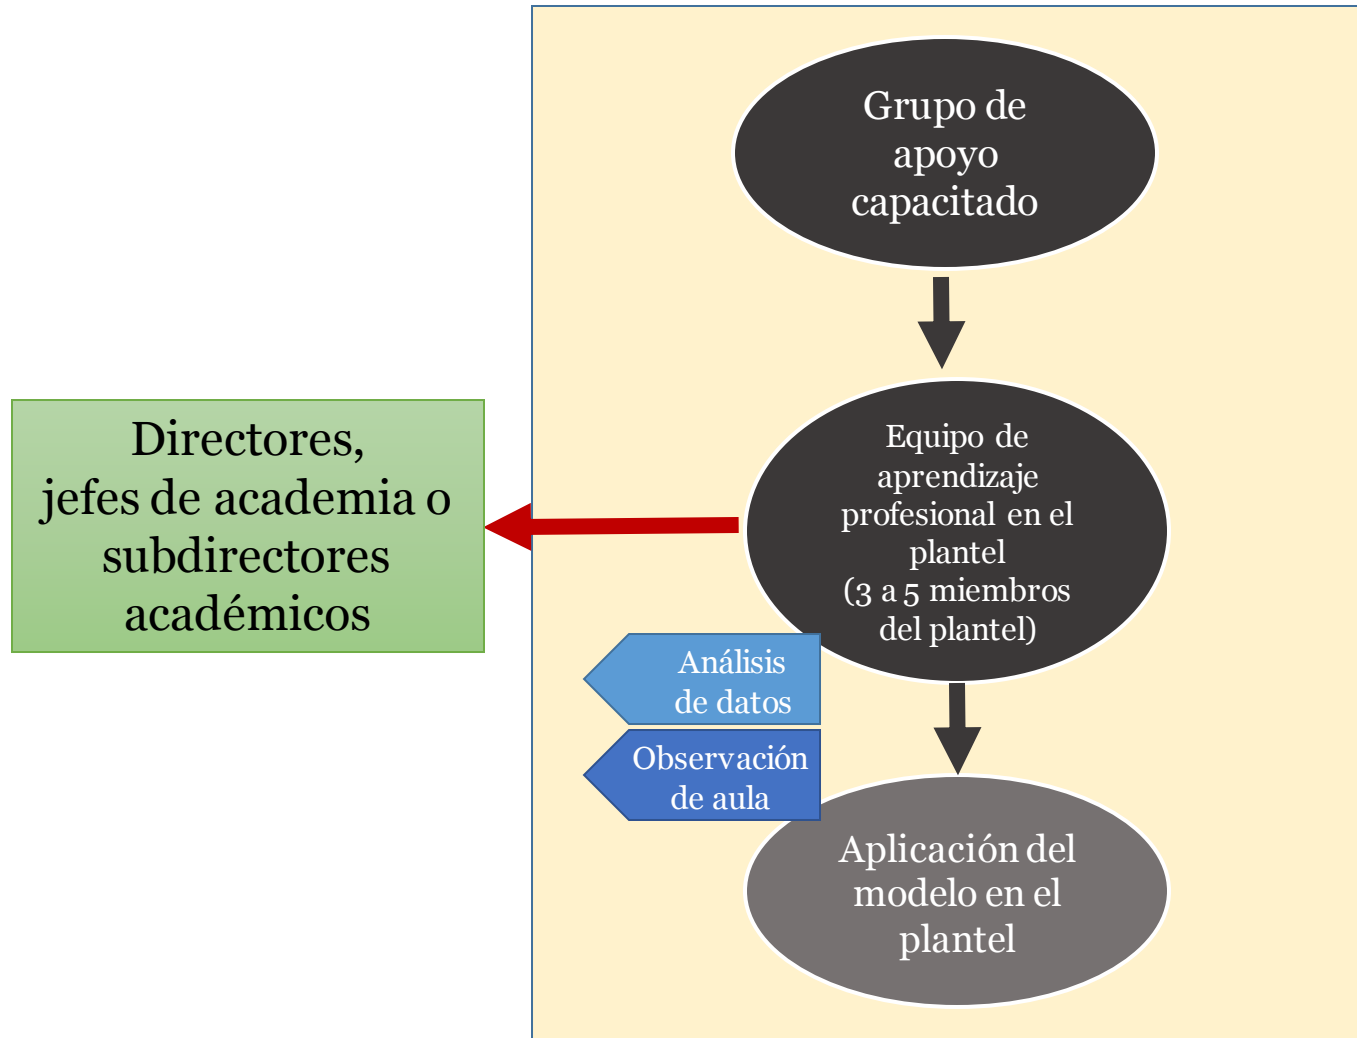 Grupo de
apoyo
capacitado
Directores,
jefes de academia o
subdirectores
académicos
Equipo de
aprendizaje
profesional en el
plantel
(3 a 5 miembros
del plantel)
Análisis
de datos
Observación
de aula
Aplicación del
modelo en el
plantel